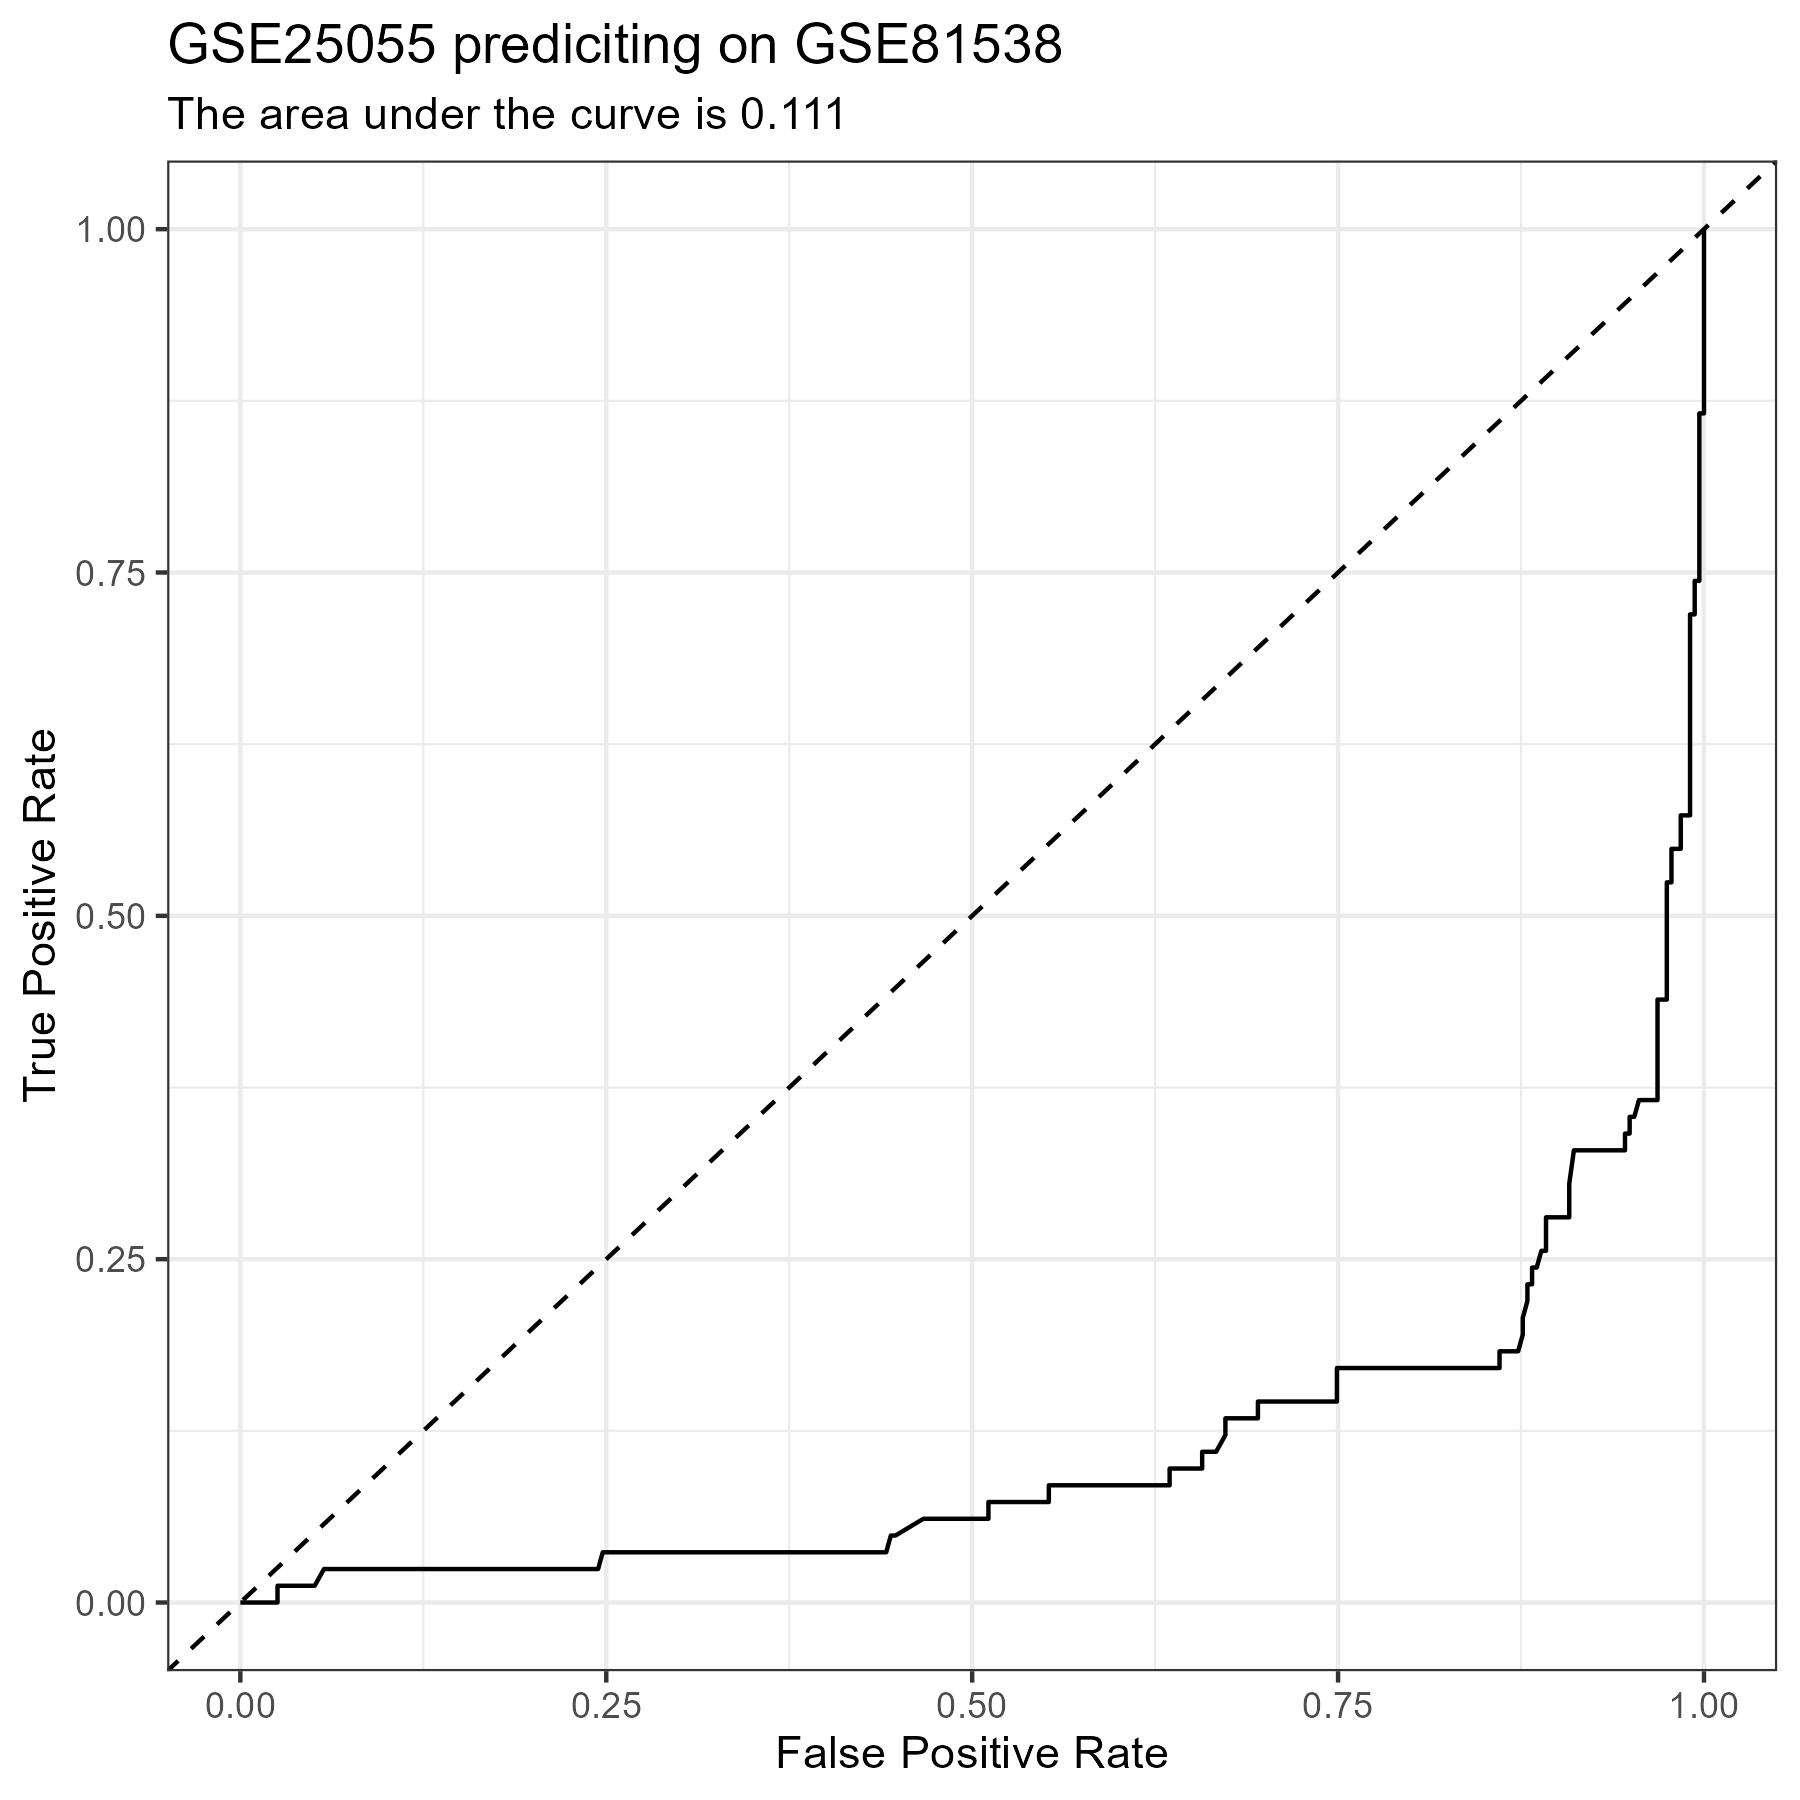 GSE25055 prediciting on GSE81538
The area under the curve is 0.111
1.00
0.75
0.50
0.25
0.00
True Positive Rate
0.00 0.25 0.50 0.75 1.00
False Positive Rate